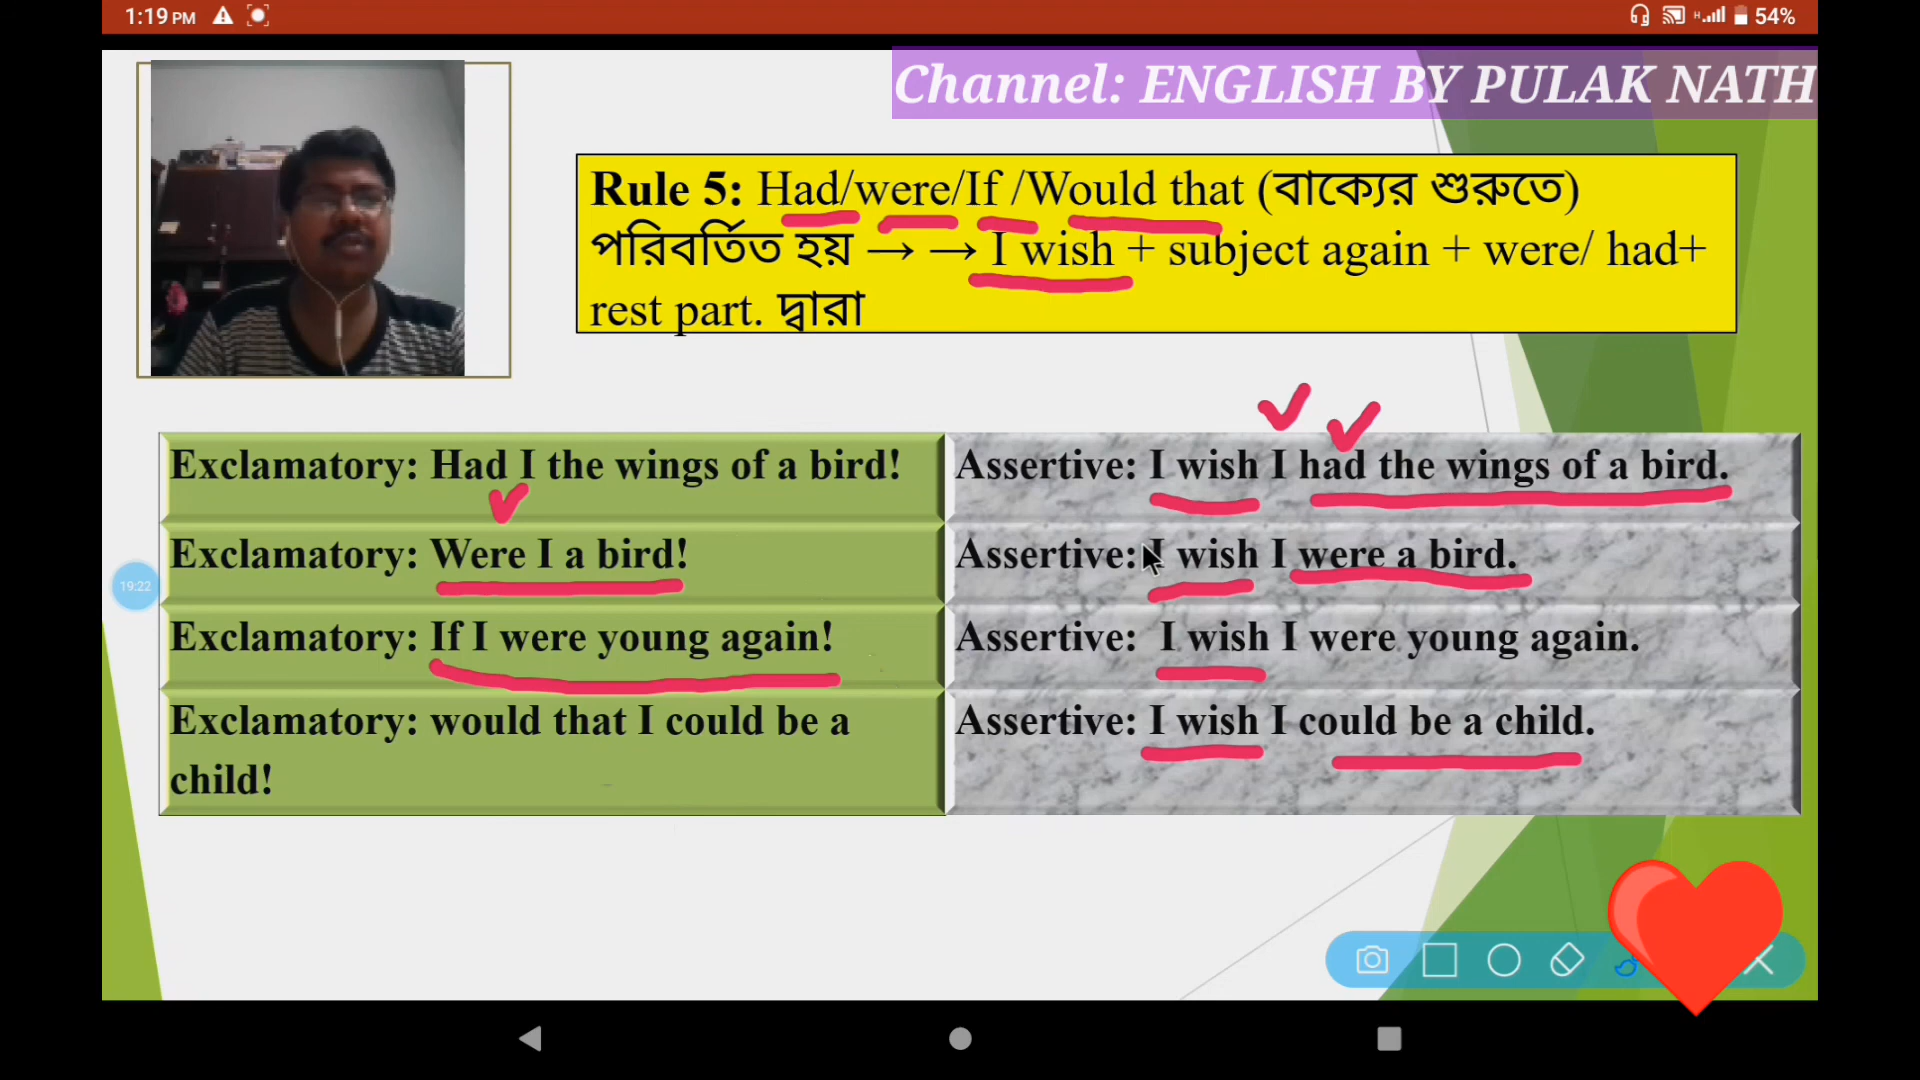 1:19 PM
54%
Channel: ENGLISH BY PULAK NATH
Rule 5: Had/were/If /Would that (বাক্যের শুরুতে)
পরিবর্তিত হয় → → I wish + subject again + were/ had+
rest part. দ্বারা
Exclamatory: Had I the wings of a bird!
Assertive: I wish I had the wings of a bird.
Exclamatory: Were I a bird!
Assertive: I wish I were a bird.
19:22
Exclamatory: If I were young again!
Assertive: I wish I were young again.
Exclamatory: would that I could be a
child!
Assertive: I wish I could be a child.